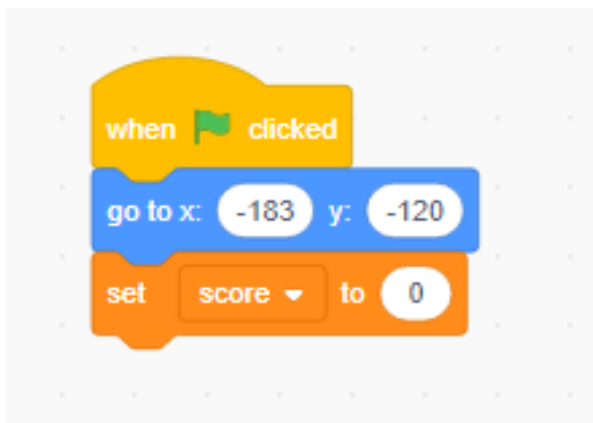 when clicked
go to x: -183 y: -120
set score to 0